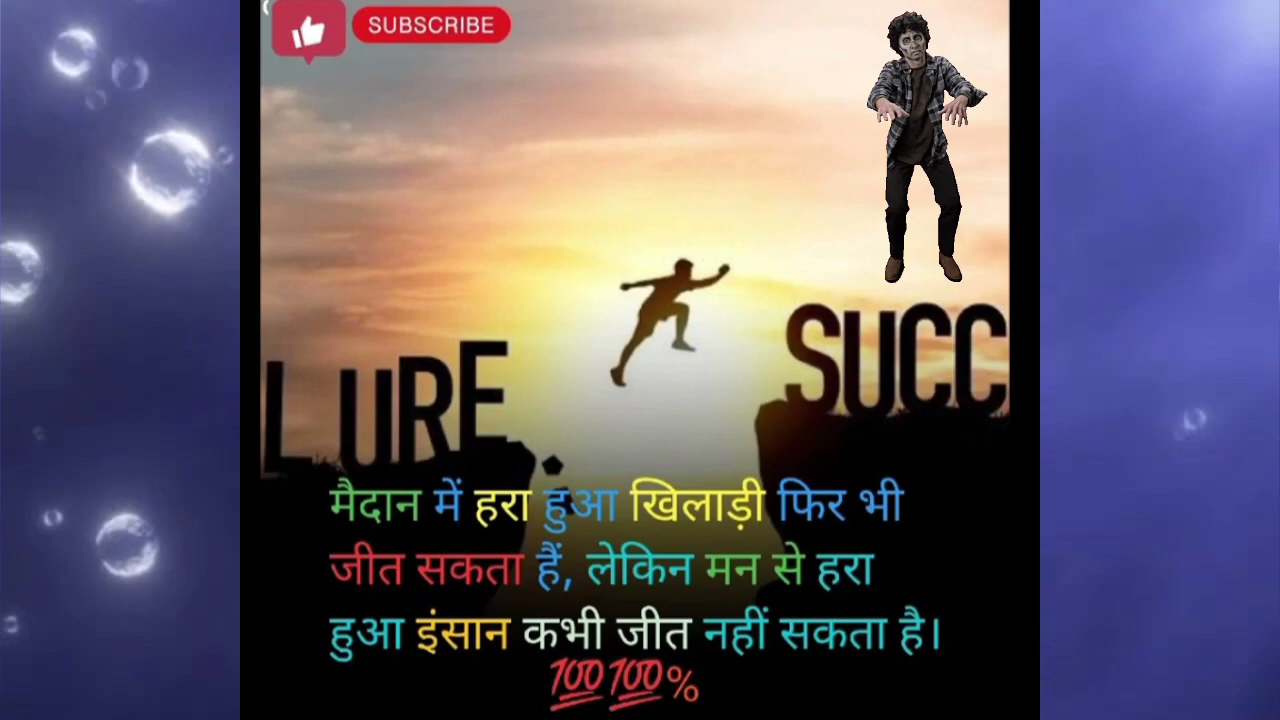 SUBSCRIBE
LURE
SUCC
मैदान में हरा हुआ खिलाड़ी फिर भी
जीत सकता हैं, लेकिन मन से हरा
हुआ इंसान कभी जीत नहीं सकता है।
💯💯%